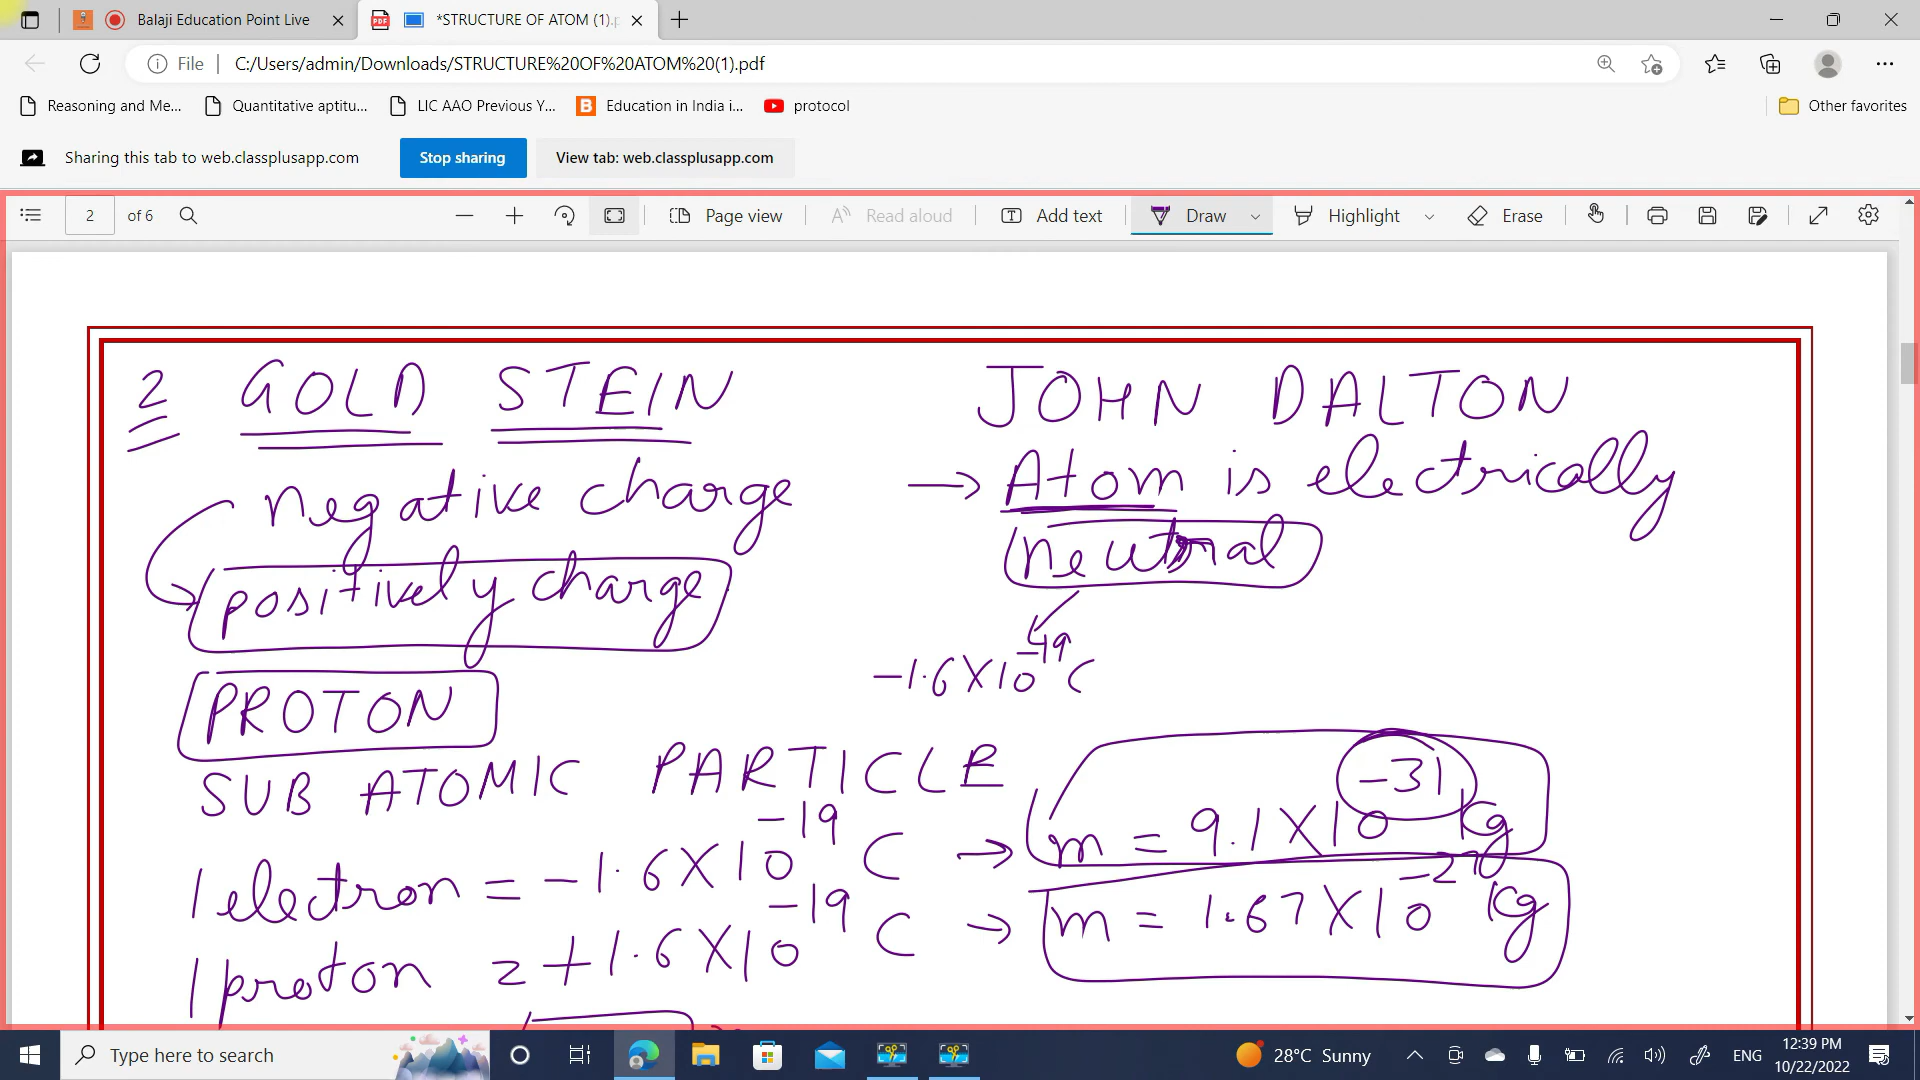 Balaji Education Point Live
*STRUCTURE OF ATOM (1).p
File
C:/Users/admin/Downloads/STRUCTURE%20OF%20ATOM%20(1).pdf
Reasoning and Me...
Quantitative aptitu...
LIC AAO Previous Y...
Education in India i...
protocol
Other favorites
Sharing this tab to web.classplusapp.com
Stop sharing
View tab: web.classplusapp.com
2 of 6
Page view
Read aloud
Add text
Draw
Highlight
Erase
2 GOLD STEIN
negative charge
positively charge
PROTON
JOHN DALTON
→ Atom is electrically
neutral
-1.6X10⁻¹⁹C
SUB ATOMIC PARTICLE
1 electron = -1.6X10⁻¹⁹ C → m = 9.1X10⁻³¹ kg
1 proton = +1.6X10⁻¹⁹ C → m = 1.67X10⁻²⁷ kg
Type here to search
28°C Sunny
ENG
12:39 PM
10/22/2022